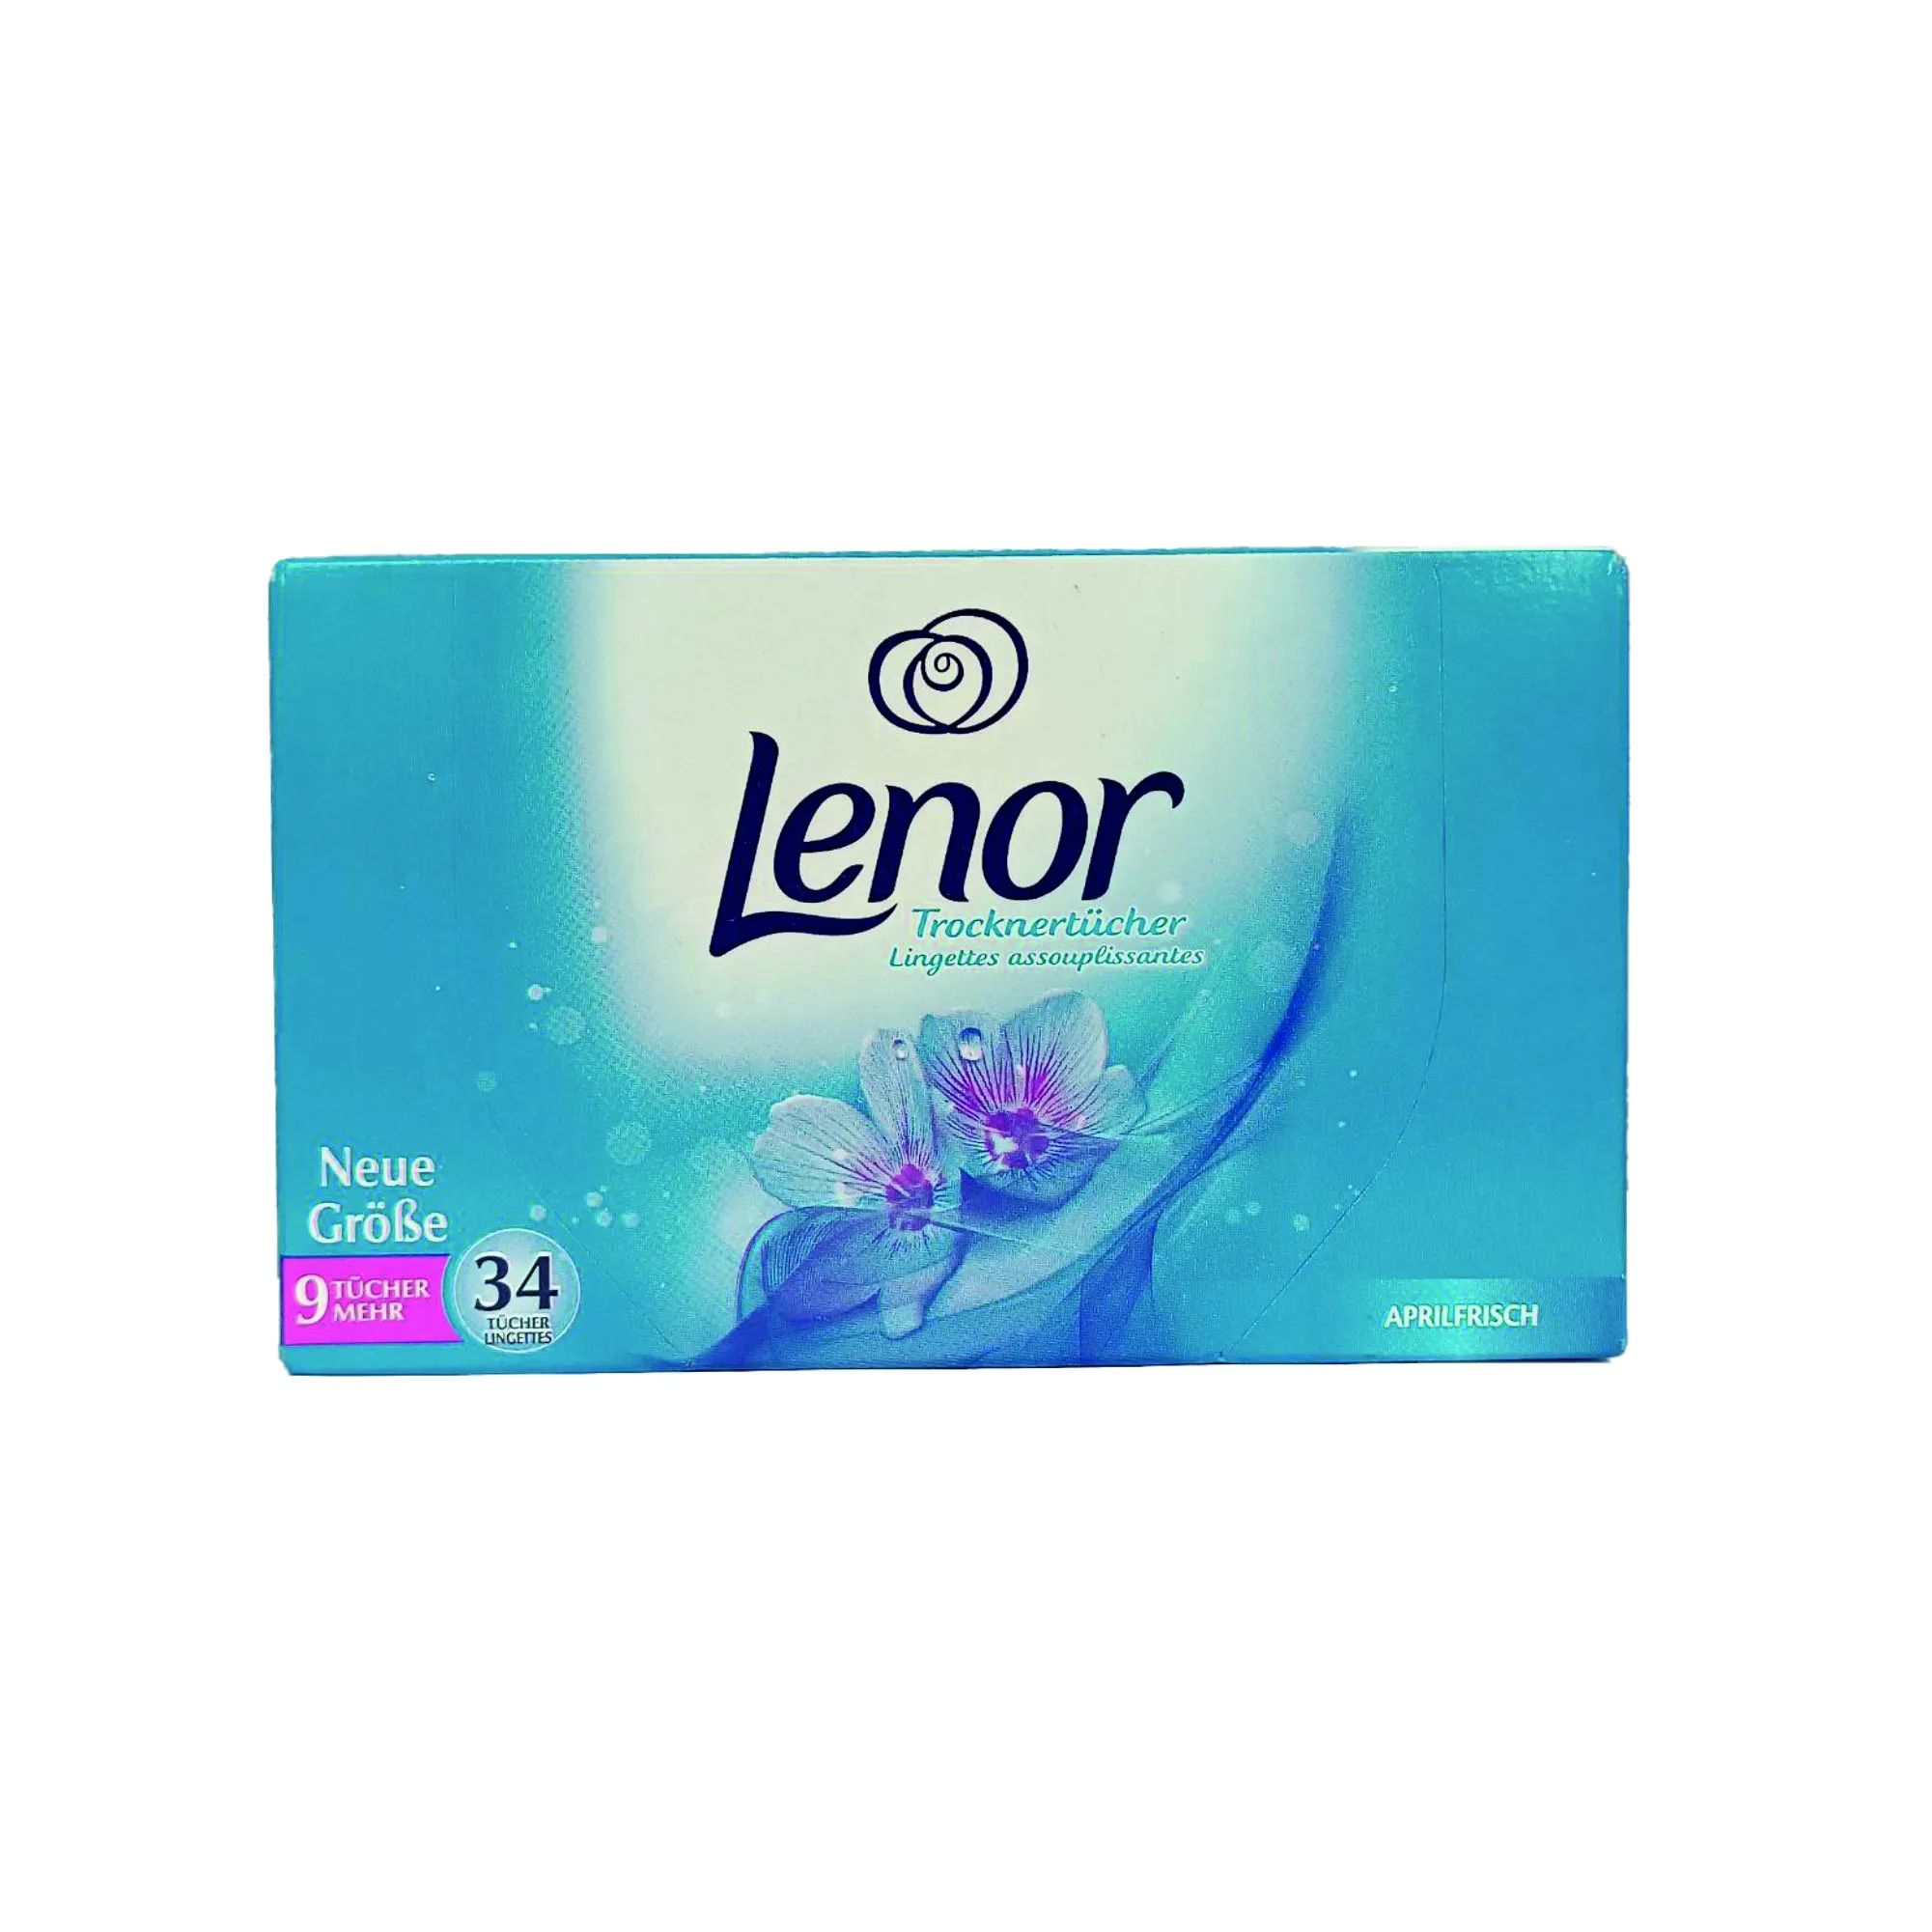 Lenor
Trocknertücher
Lingettes assouplissantes
Neue
Größe
9 TÜCHER
MEHR
34
TÜCHER
LINGETTES
APRILFRISCH